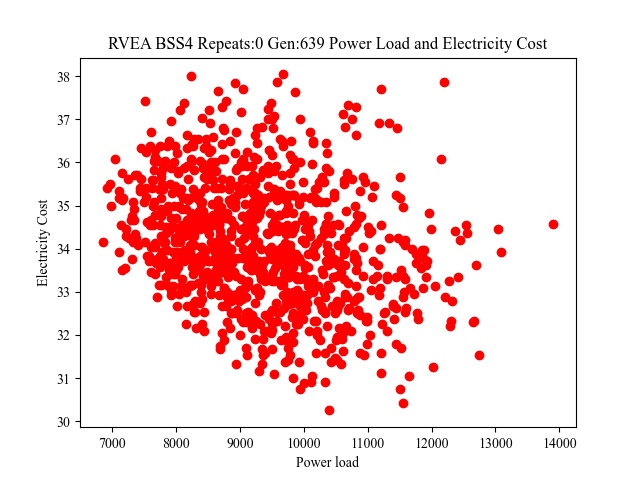 RVEA BSS4 Repeats:0 Gen:639 Power Load and Electricity Cost
38
37
36
35
34
33
32
31
30
Electricity Cost
7000 8000 9000 10000 11000 12000 13000 14000
Power load